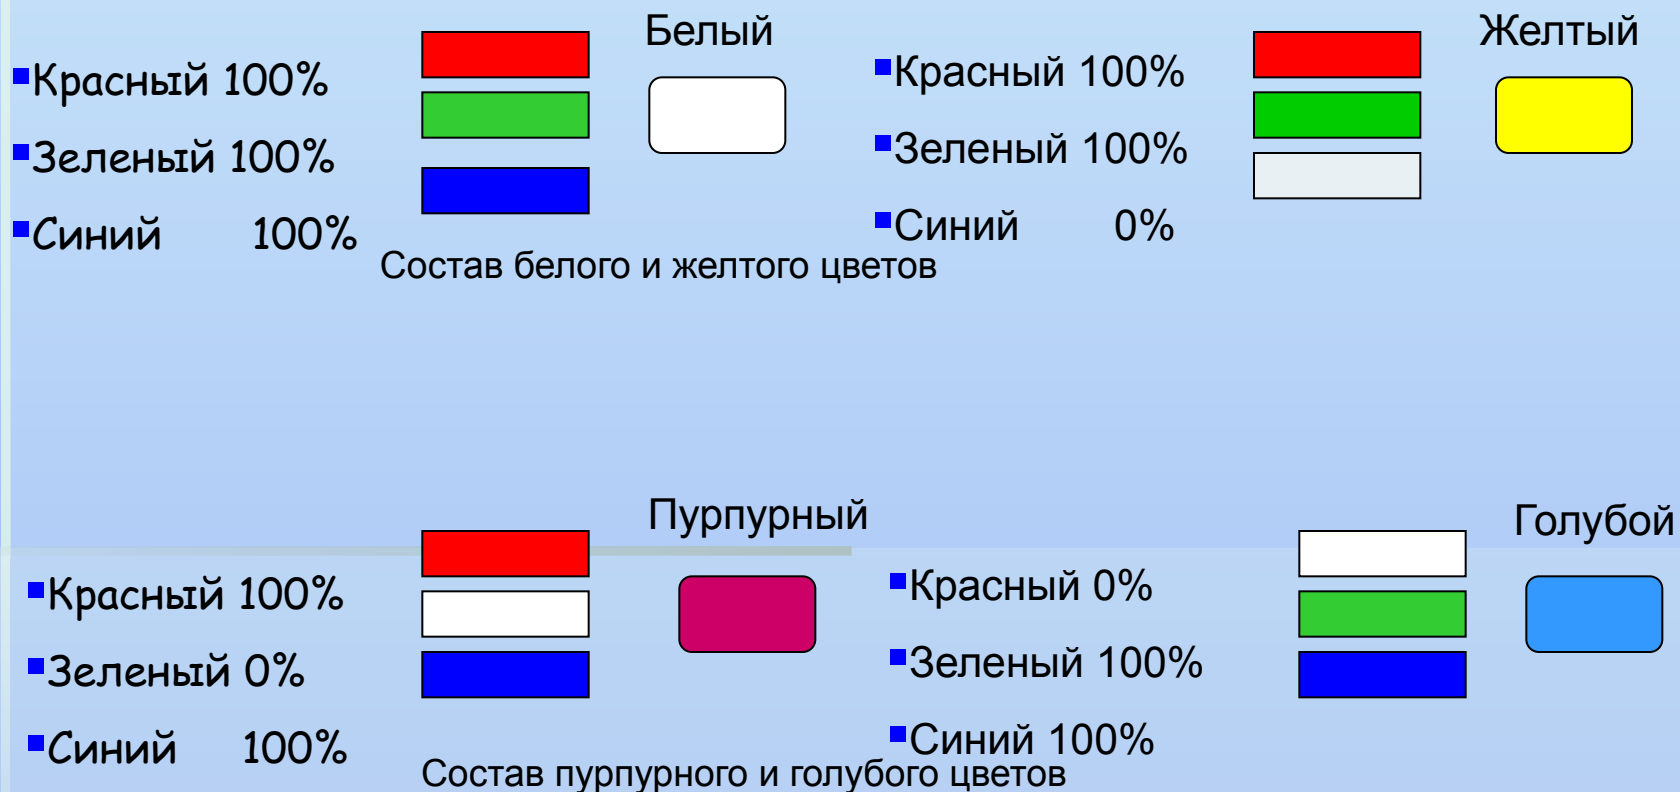 Белый
Красный 100%
Зеленый 100%
Синий 100%
Желтый
Красный 100%
Зеленый 100%
Синий 0%
Состав белого и желтого цветов
Пурпурный
Красный 100%
Зеленый 0%
Синий 100%
Голубой
Красный 0%
Зеленый 100%
Синий 100%
Состав пурпурного и голубого цветов